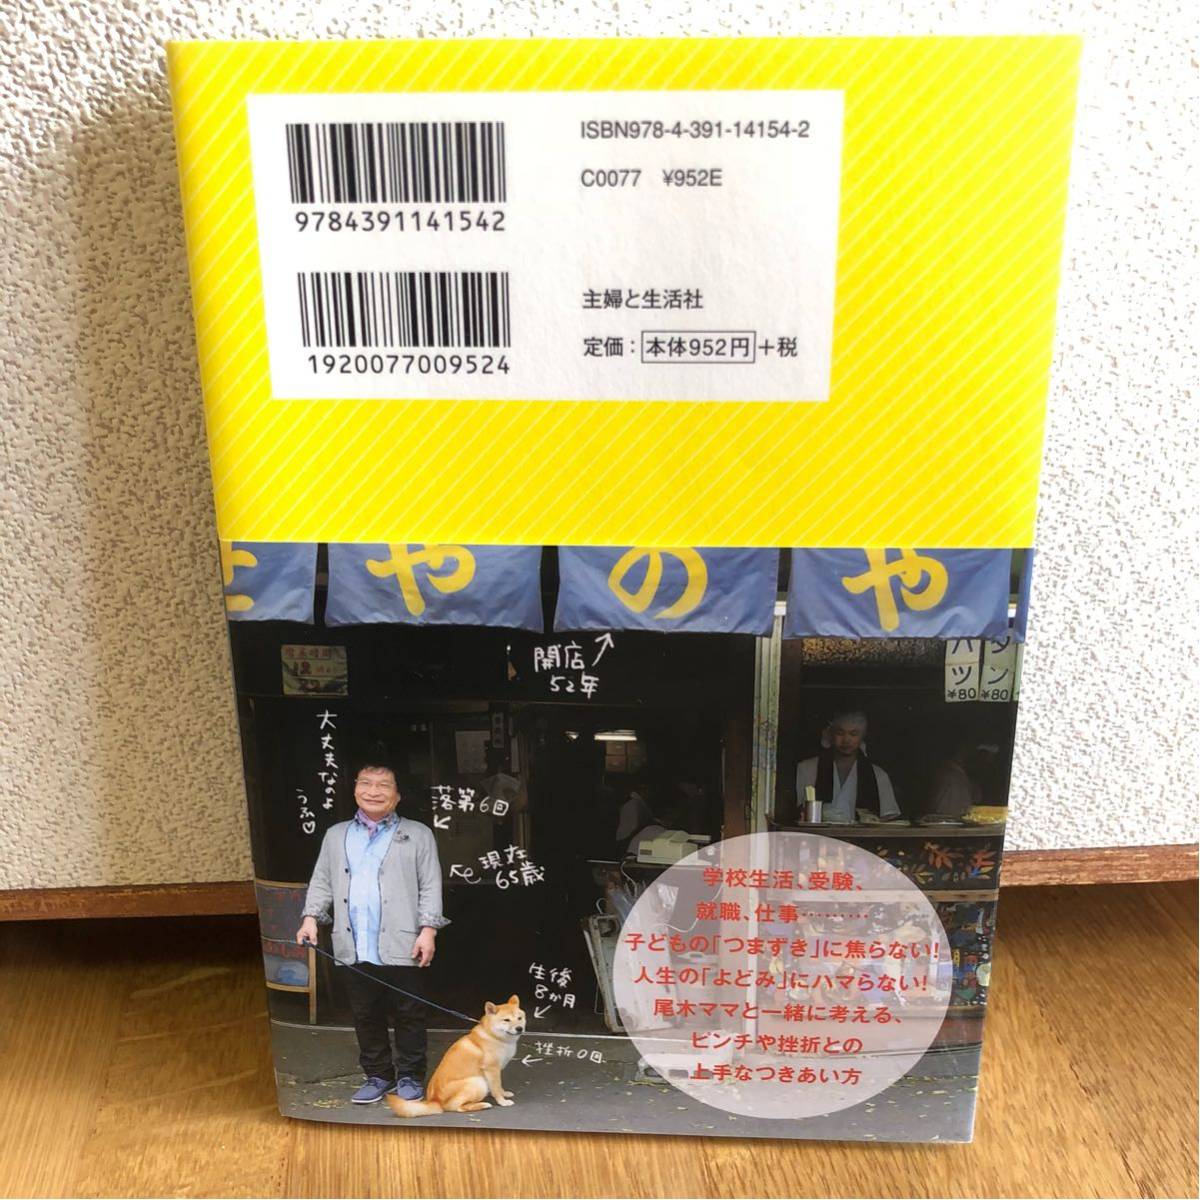 ISBN978-4-391-14154-2
C0077 ¥952E
9784391141542
1920077009524
主婦と生活社
定価：本体952円+税
せ や の や
開店
52年
大丈夫なのよ
うふ♡
落第6回
現在
65歳
生後
8か月
挫折0回
ハツ
¥80
タン
¥80
学校生活、受験、
就職、仕事………
子どもの「つまずき」に焦らない!
人生の「よどみ」にハマらない!
尾木ママと一緒に考える、
ピンチや挫折との
上手なつきあい方